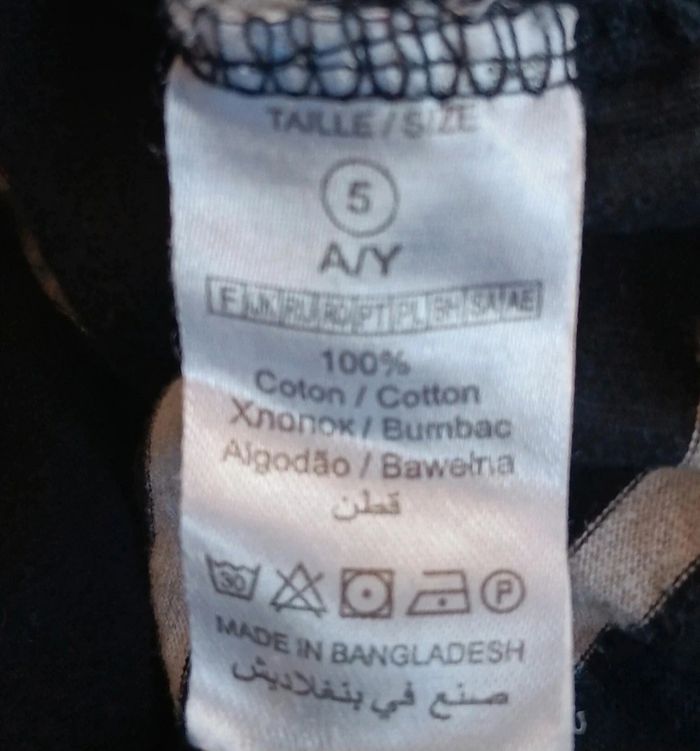 TAILLE / SIZE
5
A/Y
F UK RU RO PT PL BH SA AE
100%
Coton / Cotton
Хлопок / Bumbac
Algodão / Bawełna
قطن
30 P
MADE IN BANGLADESH
صنع في بنغلاديش